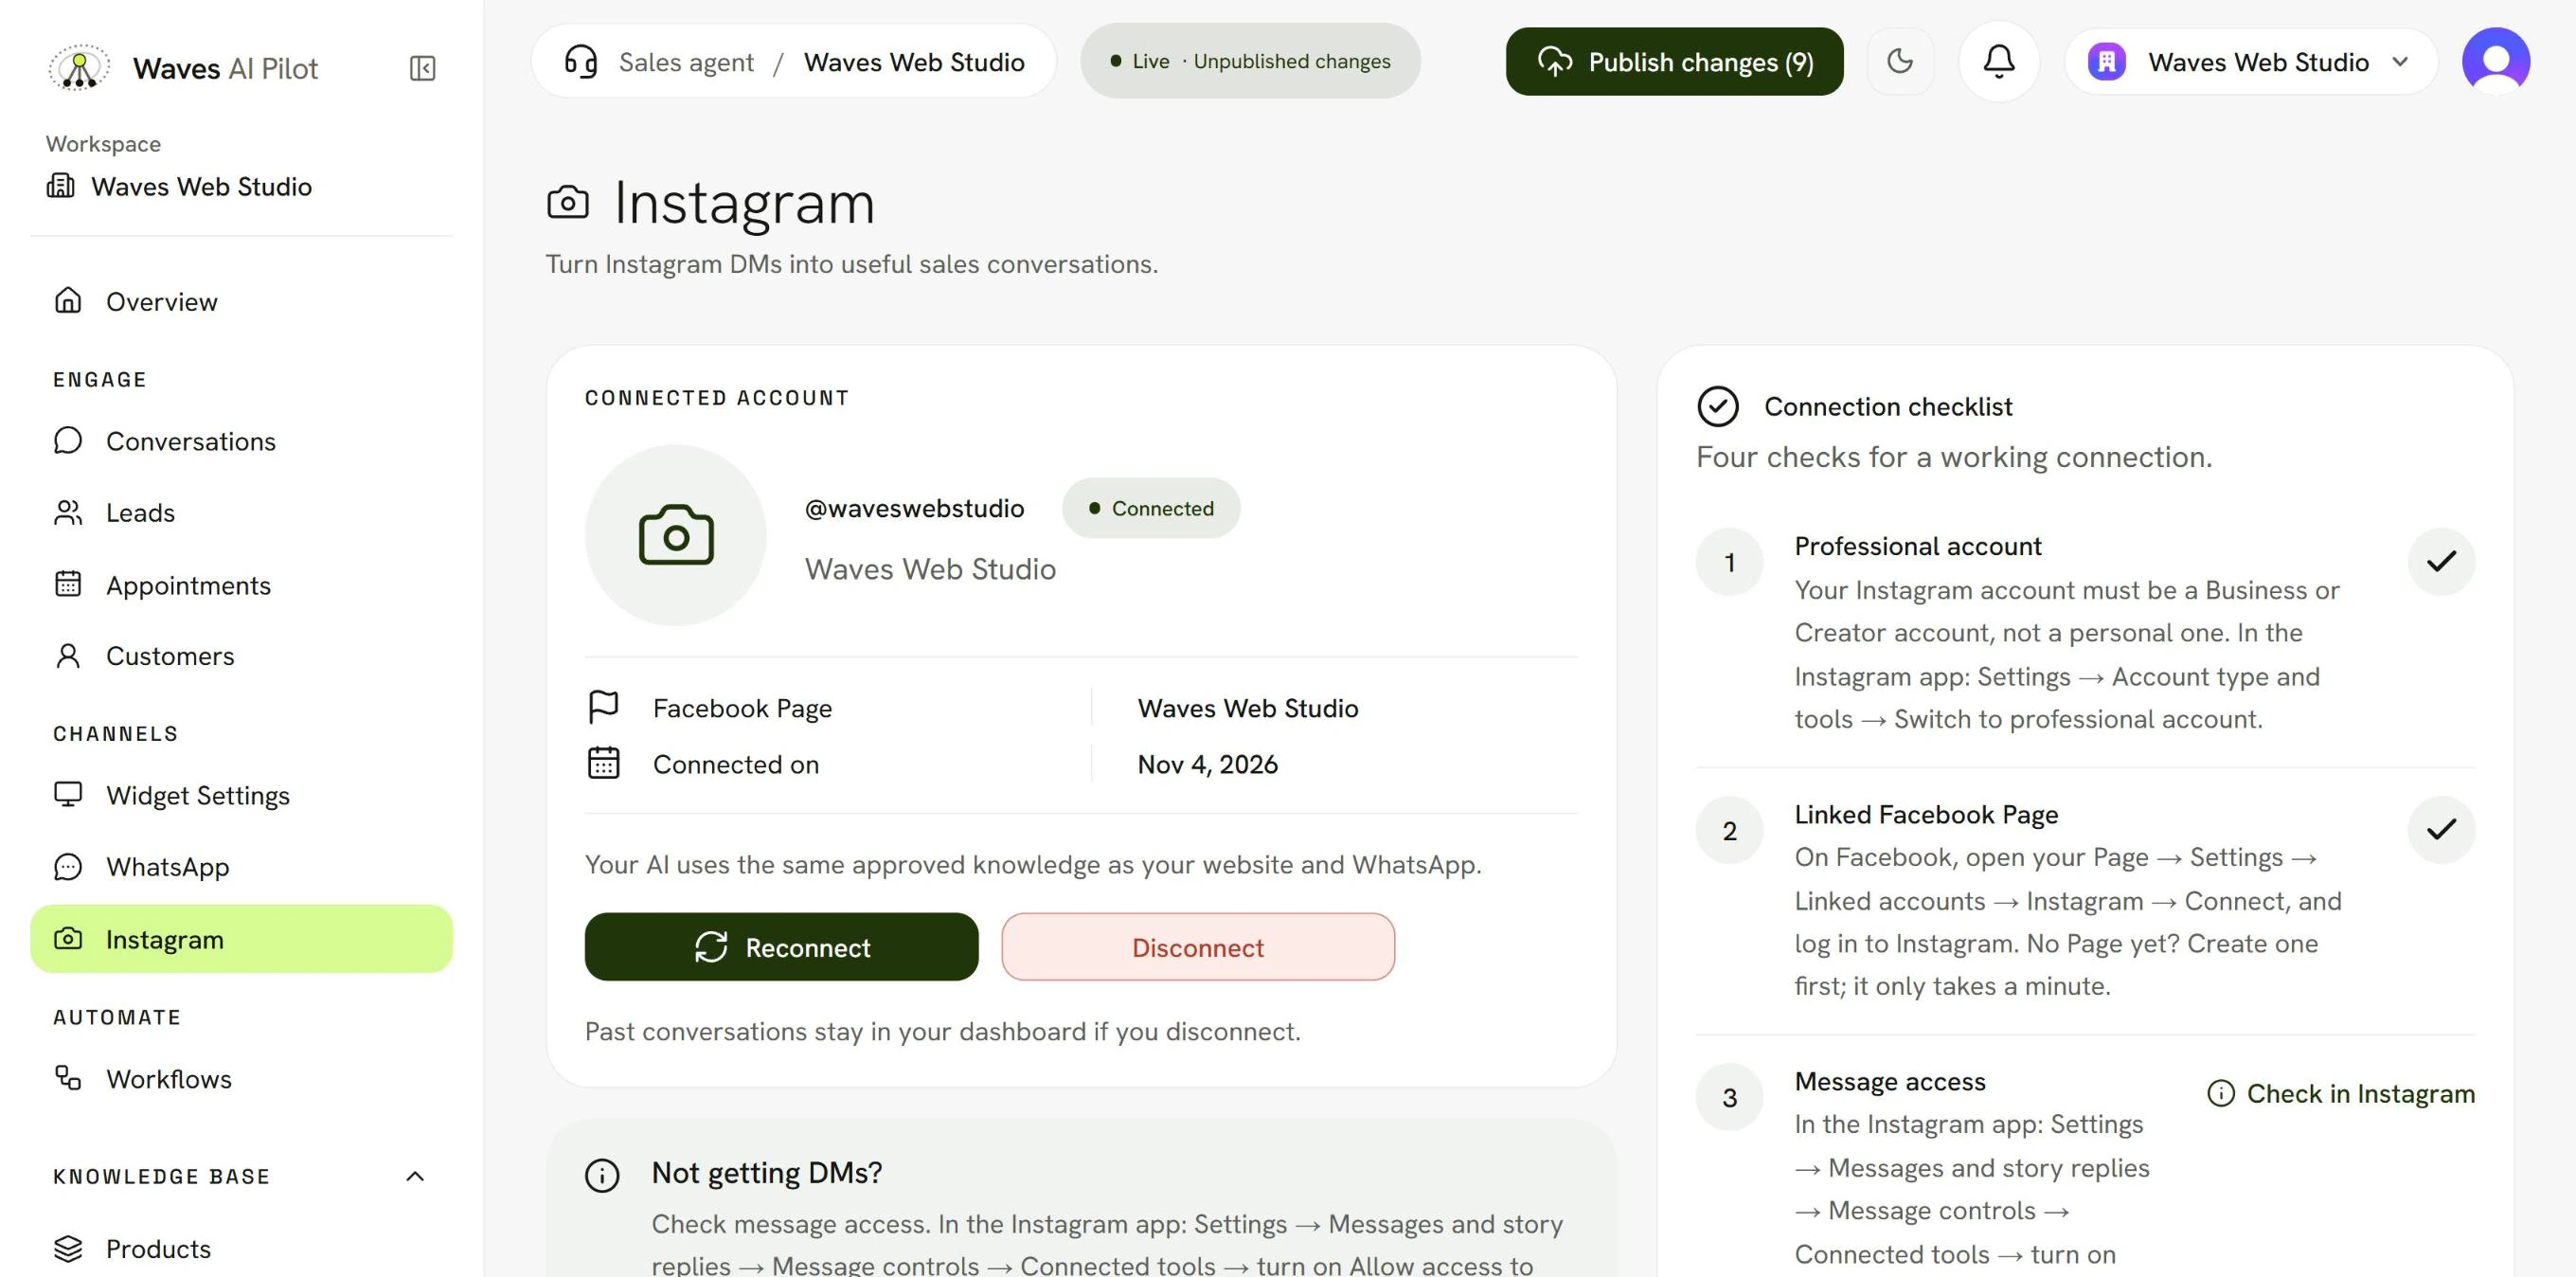 Waves AI Pilot
Workspace
Waves Web Studio
Overview
ENGAGE
Conversations
Leads
Appointments
Customers
CHANNELS
Widget Settings
WhatsApp
Instagram
AUTOMATE
Workflows
KNOWLEDGE BASE
Products
Sales agent / Waves Web Studio
Live · Unpublished changes
Publish changes (9)
Waves Web Studio
Instagram
Turn Instagram DMs into useful sales conversations.
CONNECTED ACCOUNT
@waveswebstudio
Connected
Waves Web Studio
Facebook Page
Waves Web Studio
Connected on
Nov 4, 2026
Your AI uses the same approved knowledge as your website and WhatsApp.
Reconnect
Disconnect
Past conversations stay in your dashboard if you disconnect.
Not getting DMs?
Check message access. In the Instagram app: Settings → Messages and story
replies → Message controls → Connected tools → turn on Allow access to
Connection checklist
Four checks for a working connection.
1
Professional account
Your Instagram account must be a Business or
Creator account, not a personal one. In the
Instagram app: Settings → Account type and
tools → Switch to professional account.
2
Linked Facebook Page
On Facebook, open your Page → Settings →
Linked accounts → Instagram → Connect, and
log in to Instagram. No Page yet? Create one
first; it only takes a minute.
3
Message access
Check in Instagram
In the Instagram app: Settings
→ Messages and story replies
→ Message controls →
Connected tools → turn on